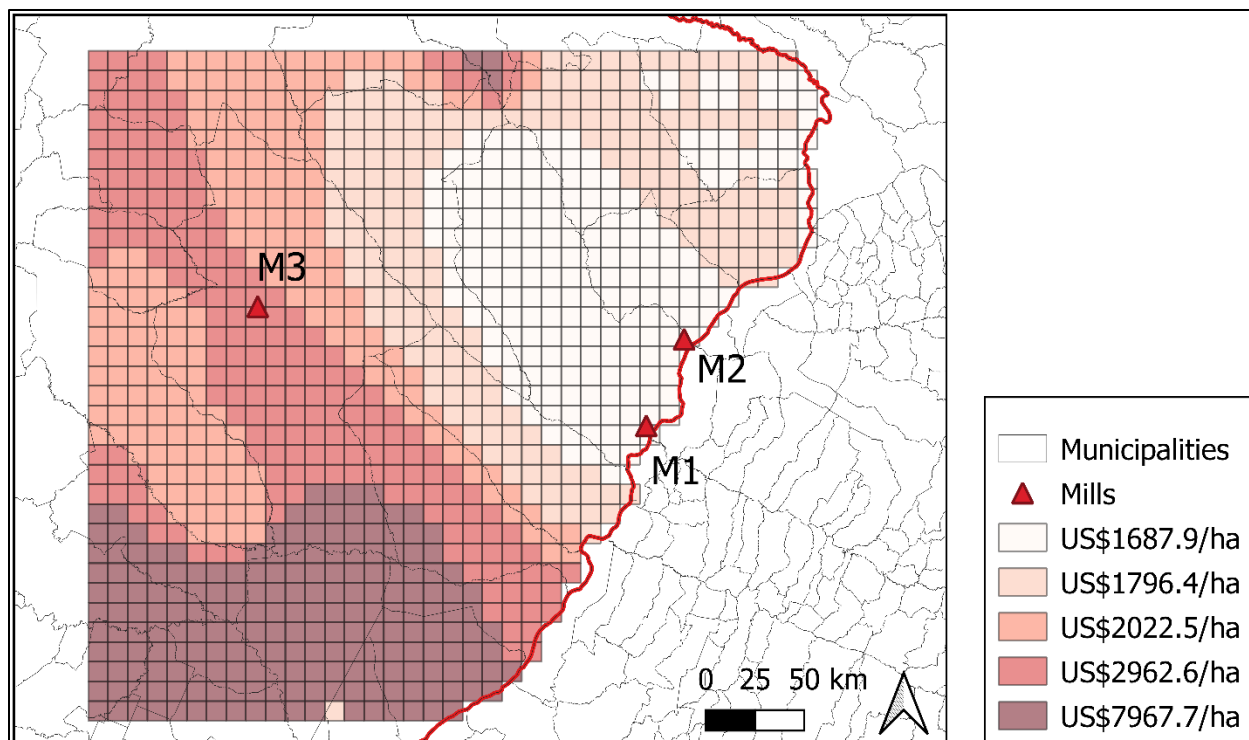 M3
M2
M1
0 25 50 km
Municipalities
Mills
US$1687.9/ha
US$1796.4/ha
US$2022.5/ha
US$2962.6/ha
US$7967.7/ha